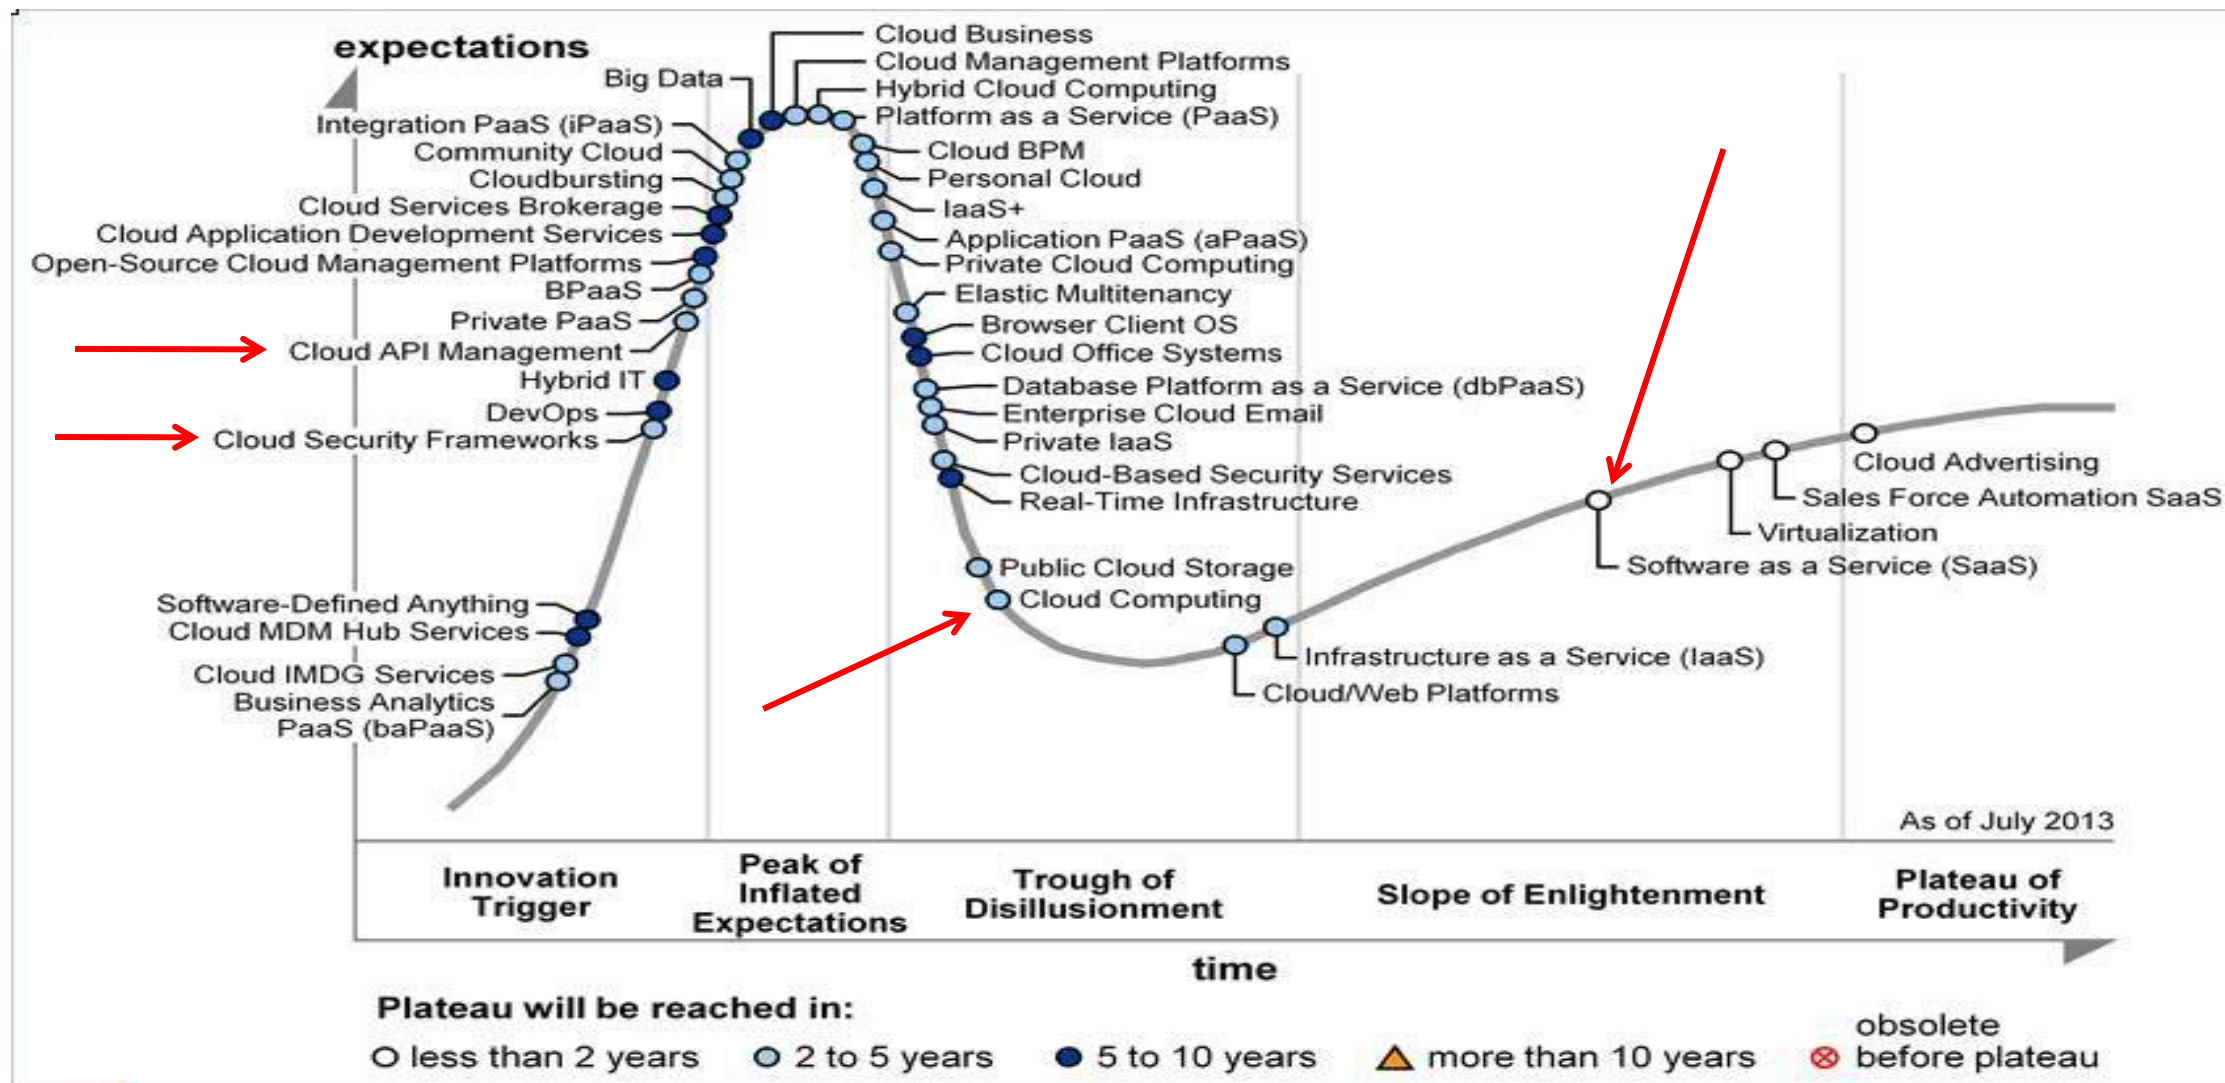 expectations
Cloud Business
Cloud Management Platforms
Big Data
Hybrid Cloud Computing
Platform as a Service (PaaS)
Integration PaaS (iPaaS)
Community Cloud
Cloudbursting
Cloud Services Brokerage
Cloud Application Development Services
Open-Source Cloud Management Platforms
BPaaS
Private PaaS
Cloud API Management
Hybrid IT
DevOps
Cloud Security Frameworks
Software-Defined Anything
Cloud MDM Hub Services
Cloud IMDG Services
Business Analytics
PaaS (baPaaS)
Cloud BPM
Personal Cloud
IaaS+
Application PaaS (aPaaS)
Private Cloud Computing
Elastic Multitenancy
Browser Client OS
Cloud Office Systems
Database Platform as a Service (dbPaaS)
Enterprise Cloud Email
Private IaaS
Cloud-Based Security Services
Real-Time Infrastructure
Public Cloud Storage
Cloud Computing
Infrastructure as a Service (IaaS)
Cloud/Web Platforms
Cloud Advertising
Sales Force Automation SaaS
Virtualization
Software as a Service (SaaS)
As of July 2013
Innovation
Trigger
Peak of
Inflated
Expectations
Trough of
Disillusionment
Slope of Enlightenment
Plateau of
Productivity
time
Plateau will be reached in:
less than 2 years
2 to 5 years
5 to 10 years
more than 10 years
obsolete
before plateau